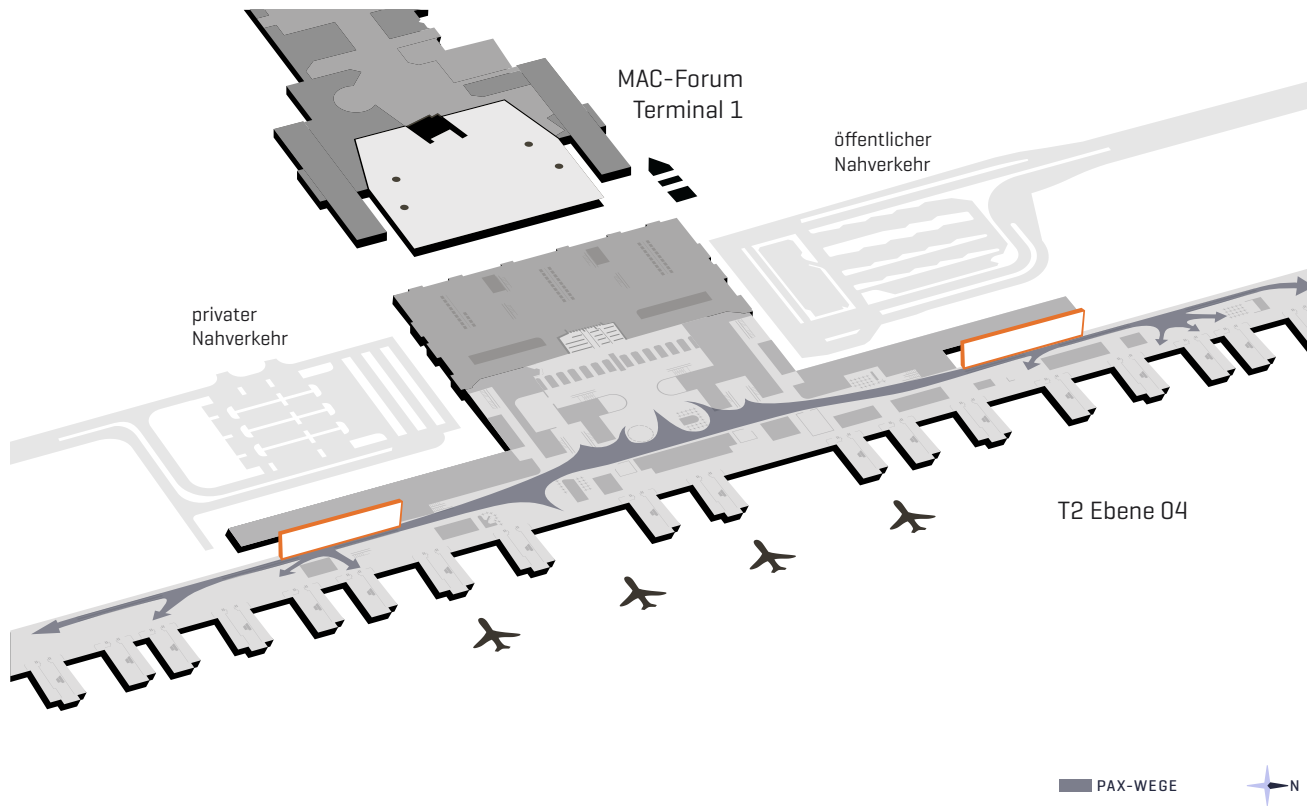 MAC-Forum
Terminal 1
öffentlicher
Nahverkehr
privater
Nahverkehr
T2 Ebene 04
PAX-WEGE
N